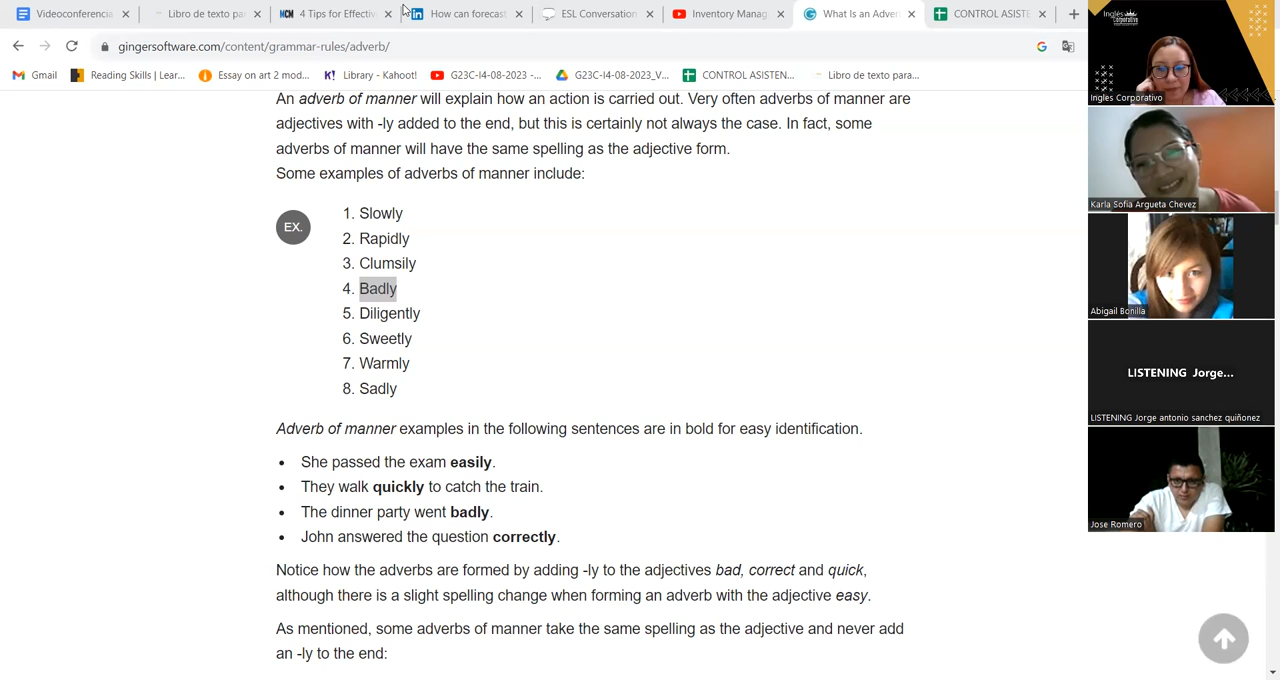 Videoconferencia
Libro de texto pa
4 Tips for Effectiv
How can forecast
ESL Conversation
Inventory Manag
What Is an Adver
CONTROL ASISTE
gingersoftware.com/content/grammar-rules/adverb/
Gmail
Reading Skills | Lear...
Essay on art 2 mod...
Library - Kahoot!
G23C-I4-08-2023 -...
G23C-I4-08-2023_V...
CONTROL ASISTEN...
Libro de texto para...
An adverb of manner will explain how an action is carried out. Very often adverbs of manner are
adjectives with -ly added to the end, but this is certainly not always the case. In fact, some
adverbs of manner will have the same spelling as the adjective form.
Some examples of adverbs of manner include:
EX.
1. Slowly
2. Rapidly
3. Clumsily
4. Badly
5. Diligently
6. Sweetly
7. Warmly
8. Sadly
Adverb of manner examples in the following sentences are in bold for easy identification.
• She passed the exam easily.
• They walk quickly to catch the train.
• The dinner party went badly.
• John answered the question correctly.
Notice how the adverbs are formed by adding -ly to the adjectives bad, correct and quick,
although there is a slight spelling change when forming an adverb with the adjective easy.
As mentioned, some adverbs of manner take the same spelling as the adjective and never add
an -ly to the end:
Inglés
Corporativo
Ingles Corporativo
Karla Sofia Argueta Chevez
Abigail Bonilla
LISTENING Jorge...
LISTENING Jorge antonio sanchez quiñonez
Jose Romero